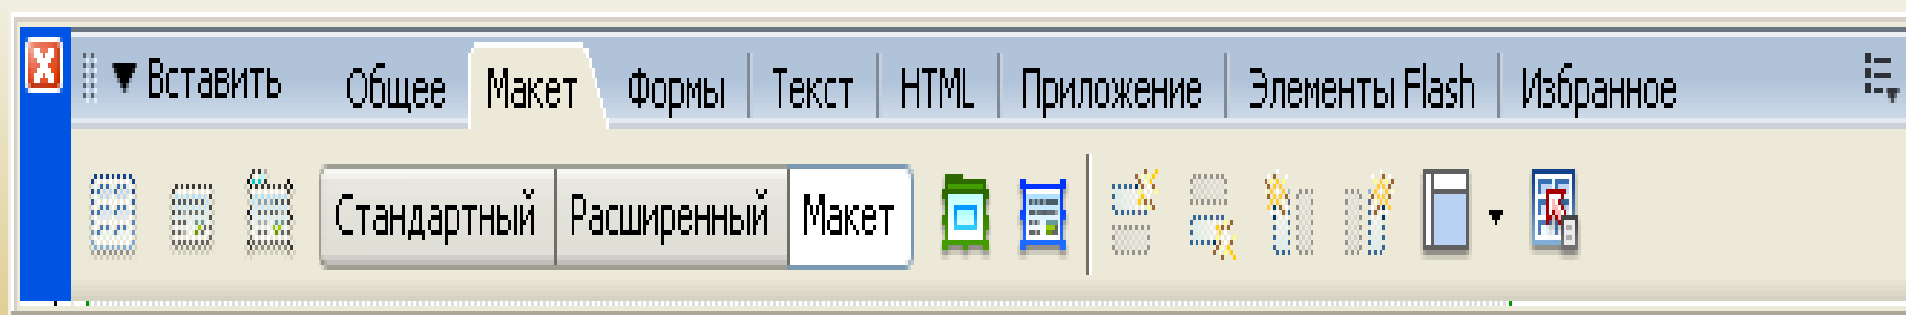 Вставить Общее Макет Формы Текст HTML Приложение Элементы Flash Избранное
Стандартный Расширенный Макет